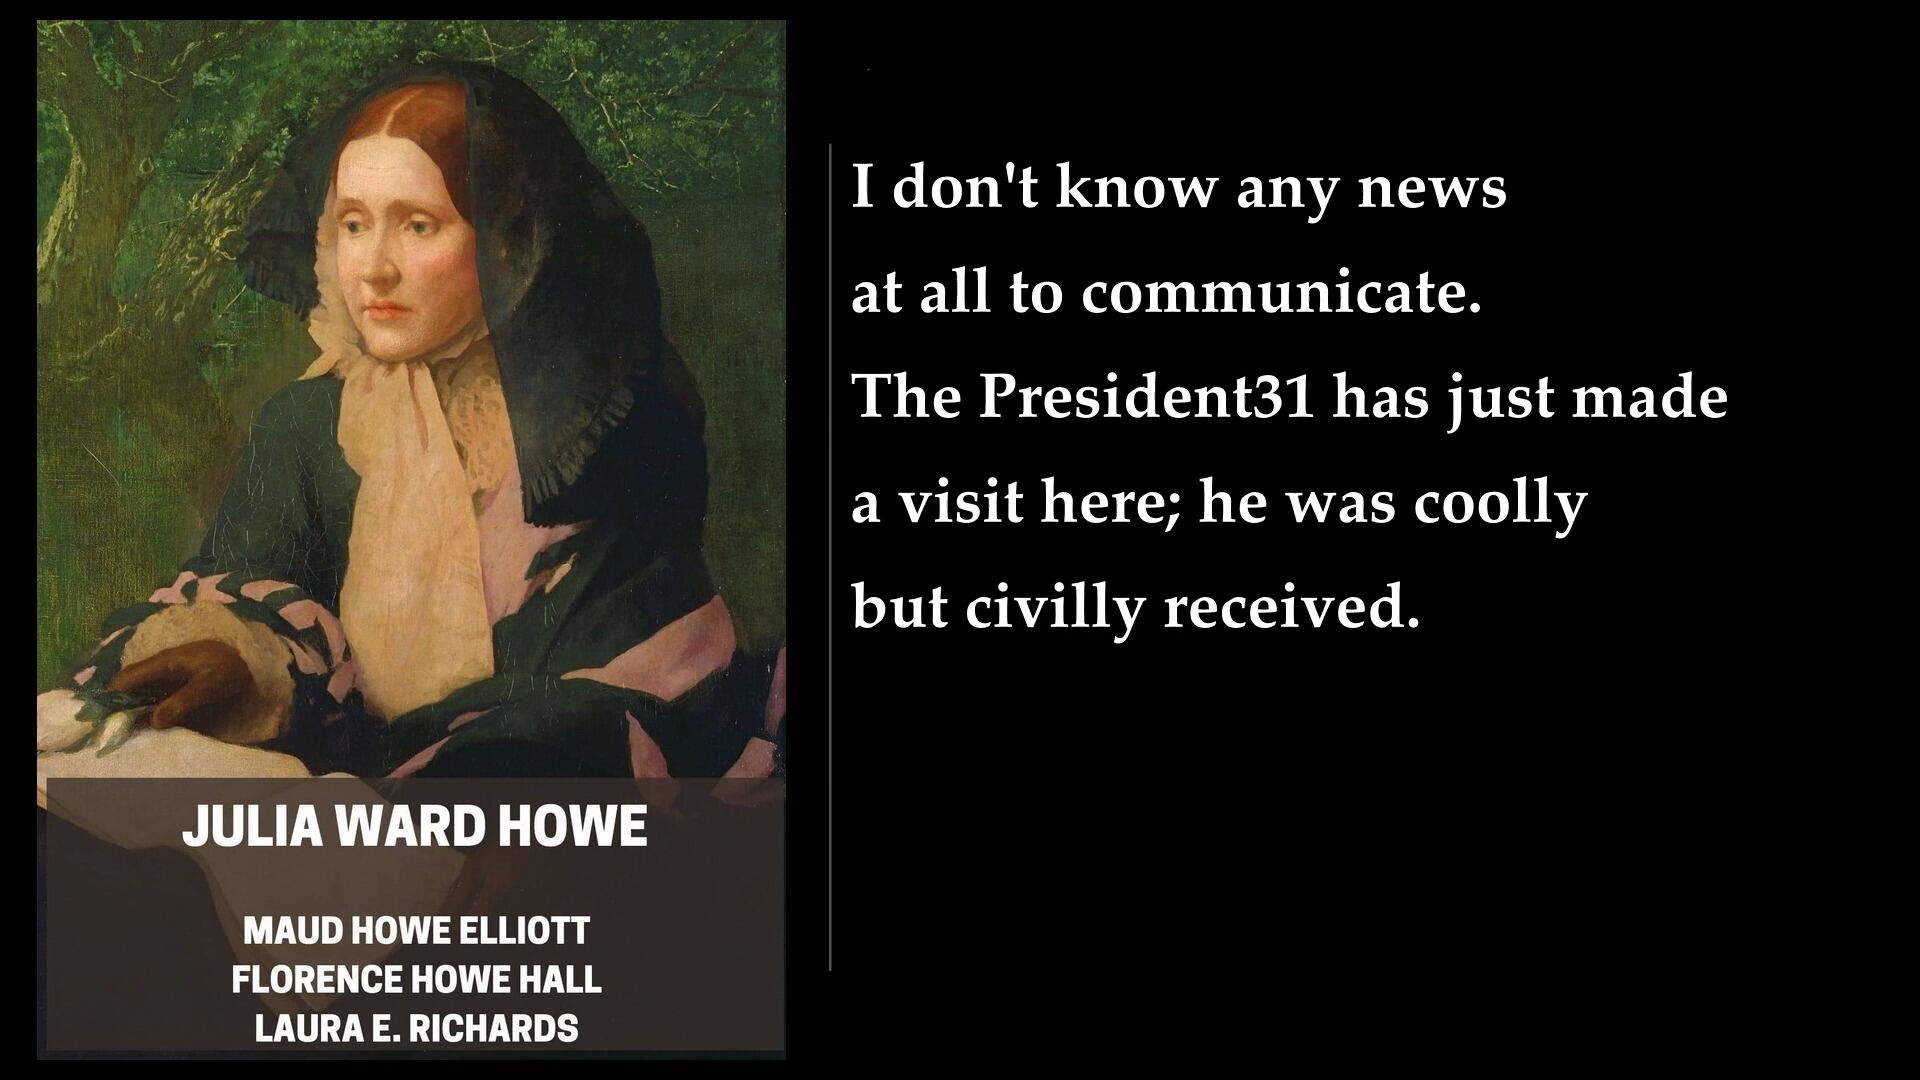 JULIA WARD HOWE
MAUD HOWE ELLIOTT
FLORENCE HOWE HALL
LAURA E. RICHARDS
I don't know any news
at all to communicate.
The President31 has just made
a visit here; he was coolly
but civilly received.